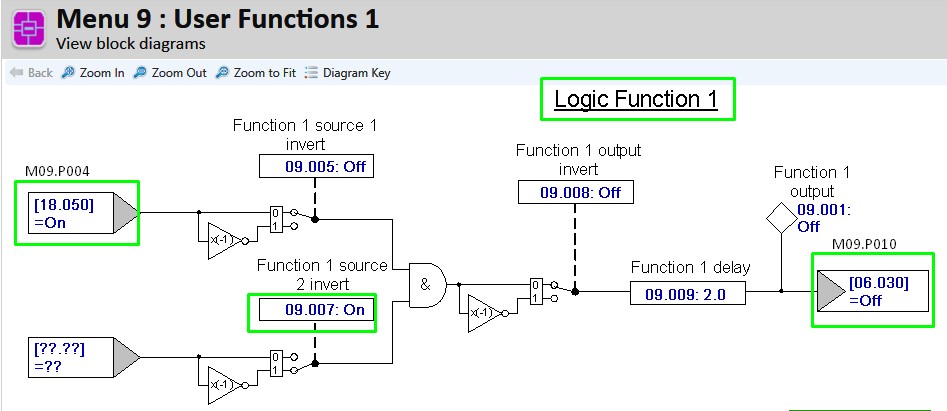 Menu 9 : User Functions 1
View block diagrams
Back Zoom In Zoom Out Zoom to Fit Diagram Key
Logic Function 1
Function 1 source 1
invert
09.005: Off
M09.P004
[18.050]
=On
0
1
x(-1)
Function 1 source
2 invert
09.007: On
[??.??]
=??
0
1
x(-1)
&
Function 1 output
invert
09.008: Off
0
1
x(-1)
Function 1 delay
09.009: 2.0
Function 1
output
09.001:
Off
M09.P010
[06.030]
=Off